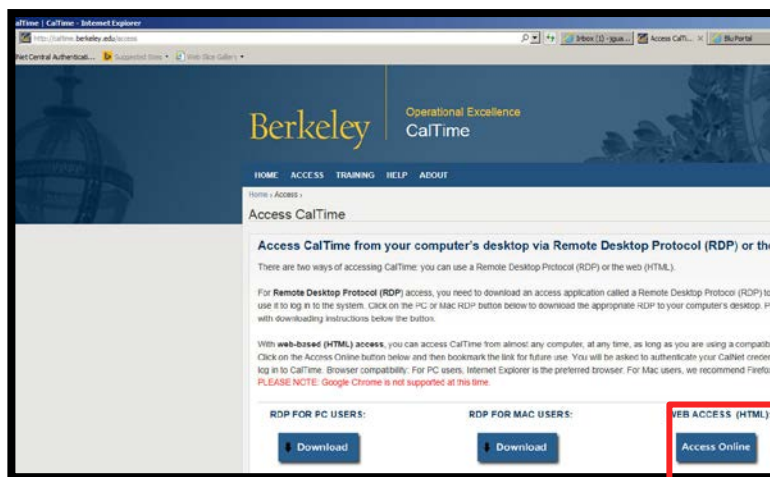 alTime | CalTime - Internet Explorer
http://caltime.berkeley.edu/access
Inbox (1) - jgua... Access CalTi... BluPortal
Net Central Authenticati... Suggested Sites Web Slice Gallery
Berkeley
Operational Excellence
CalTime
HOME ACCESS TRAINING HELP ABOUT
Home › Access ›
Access CalTime
Access CalTime from your computer's desktop via Remote Desktop Protocol (RDP) or the
There are two ways of accessing CalTime: you can use a Remote Desktop Protocol (RDP) or the web (HTML).
For Remote Desktop Protocol (RDP) access, you need to download an access application called a Remote Desktop Protocol (RDP) to
use it to log in to the system. Click on the PC or Mac RDP button below to download the appropriate RDP to your computer's desktop. P
with downloading instructions below the button.
With web-based (HTML) access, you can access CalTime from almost any computer, at any time, as long as you are using a compatib
Click on the Access Online button below and then bookmark the link for future use. You will be asked to authenticate your CalNet creden
log in to CalTime. Browser compatibility: For PC users, Internet Explorer is the preferred browser. For Mac users, we recommend Firefox
PLEASE NOTE: Google Chrome is not supported at this time.
RDP FOR PC USERS: RDP FOR MAC USERS: WEB ACCESS (HTML):
Download Download Access Online